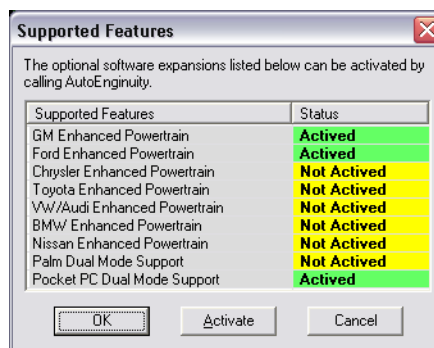 Supported Features
The optional software expansions listed below can be activated by
calling AutoEnginuity.
Supported Features Status
GM Enhanced Powertrain Actived
Ford Enhanced Powertrain Actived
Chrysler Enhanced Powertrain Not Actived
Toyota Enhanced Powertrain Not Actived
VW/Audi Enhanced Powertrain Not Actived
BMW Enhanced Powertrain Not Actived
Nissan Enhanced Powertrain Not Actived
Palm Dual Mode Support Not Actived
Pocket PC Dual Mode Support Actived
OK Activate Cancel